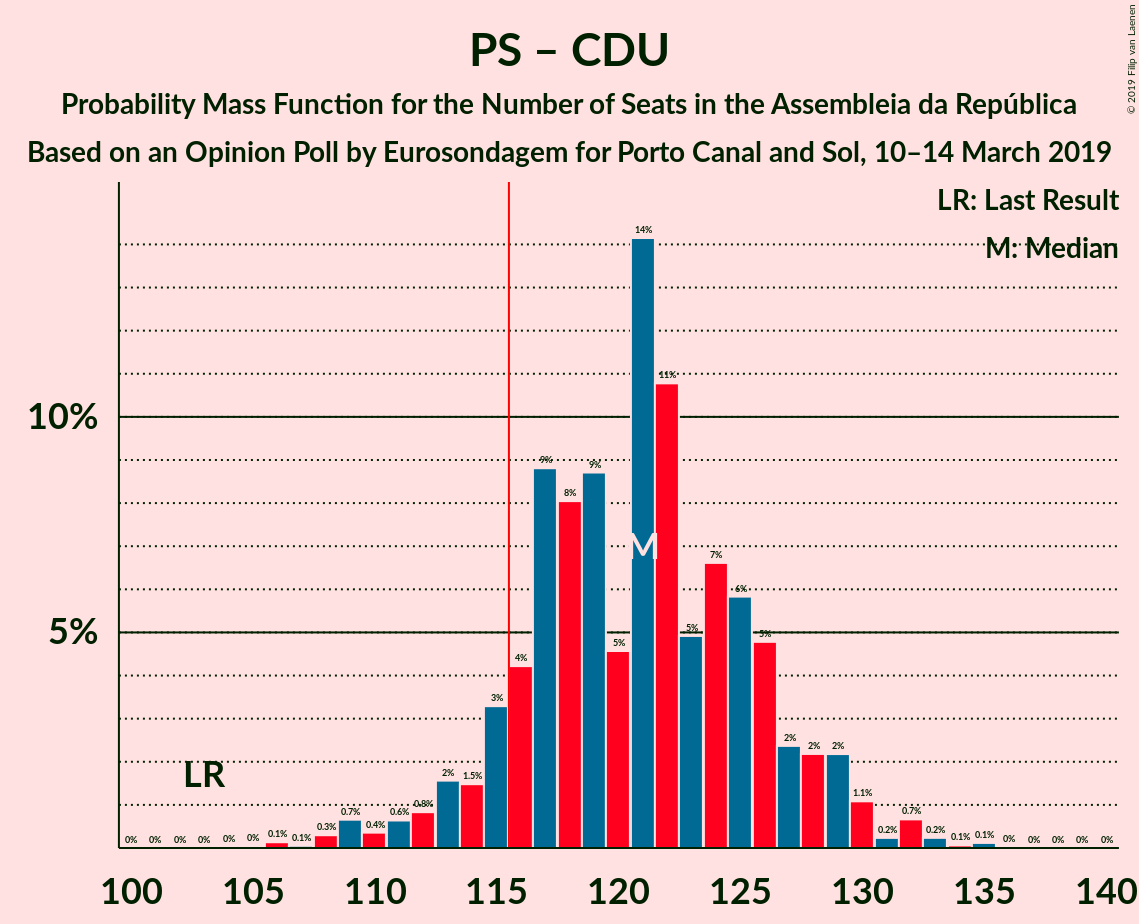 PS – CDU
Probability Mass Function for the Number of Seats in the Assembleia da República
Based on an Opinion Poll by Eurosondagem for Porto Canal and Sol, 10–14 March 2019
© 2019 Filip van Laenen
LR: Last Result
M: Median
10%
5%
LR
M
0% 0% 0% 0% 0% 0% 0.1% 0.1% 0.3% 0.7% 0.4% 0.6% 0.8% 2% 1.5% 3% 4% 9% 8% 9% 5% 14% 11% 5% 7% 6% 5% 2% 2% 2% 1.1% 0.2% 0.7% 0.2% 0.1% 0.1% 0% 0% 0% 0% 0%
100 105 110 115 120 125 130 135 140